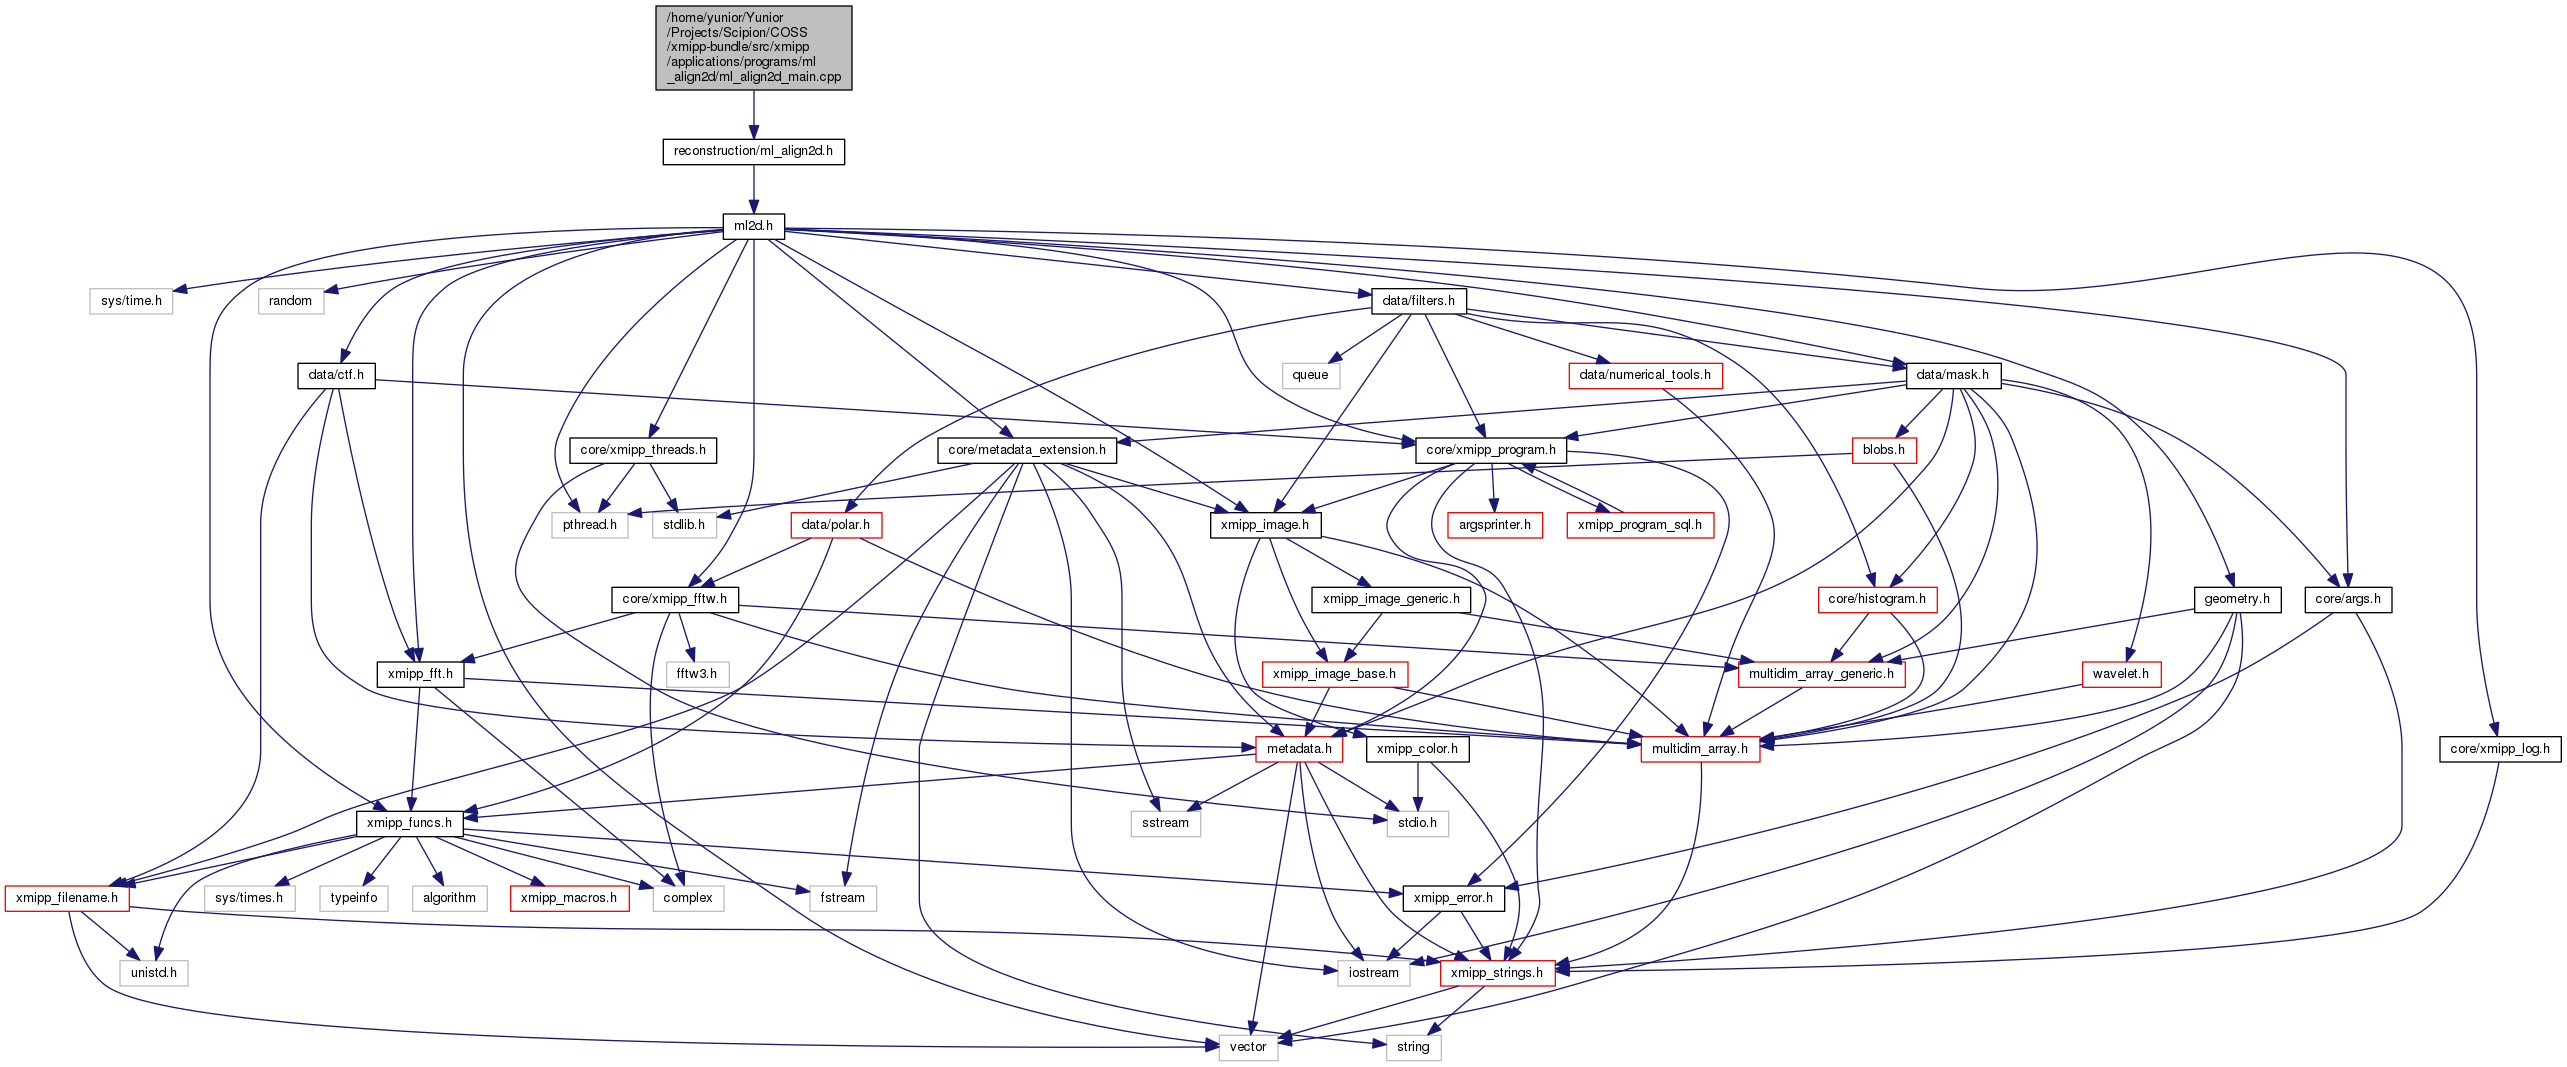 /home/yunior/Yunior
/Projects/Scipion/COSS
/xmipp-bundle/src/xmipp
/applications/programs/ml
_align2d/ml_align2d_main.cpp
reconstruction/ml_align2d.h
ml2d.h
sys/time.h
random
data/filters.h
data/ctf.h
queue
data/numerical_tools.h
data/mask.h
core/xmipp_threads.h
core/metadata_extension.h
core/xmipp_program.h
blobs.h
pthread.h
stdlib.h
data/polar.h
xmipp_image.h
argsprinter.h
xmipp_program_sql.h
core/xmipp_fftw.h
xmipp_image_generic.h
core/histogram.h
geometry.h
core/args.h
xmipp_fft.h
fftw3.h
xmipp_image_base.h
multidim_array_generic.h
wavelet.h
metadata.h
xmipp_color.h
multidim_array.h
core/xmipp_log.h
xmipp_funcs.h
sstream
stdio.h
xmipp_filename.h
sys/times.h
typeinfo
algorithm
xmipp_macros.h
complex
fstream
xmipp_error.h
unistd.h
iostream
xmipp_strings.h
vector
string